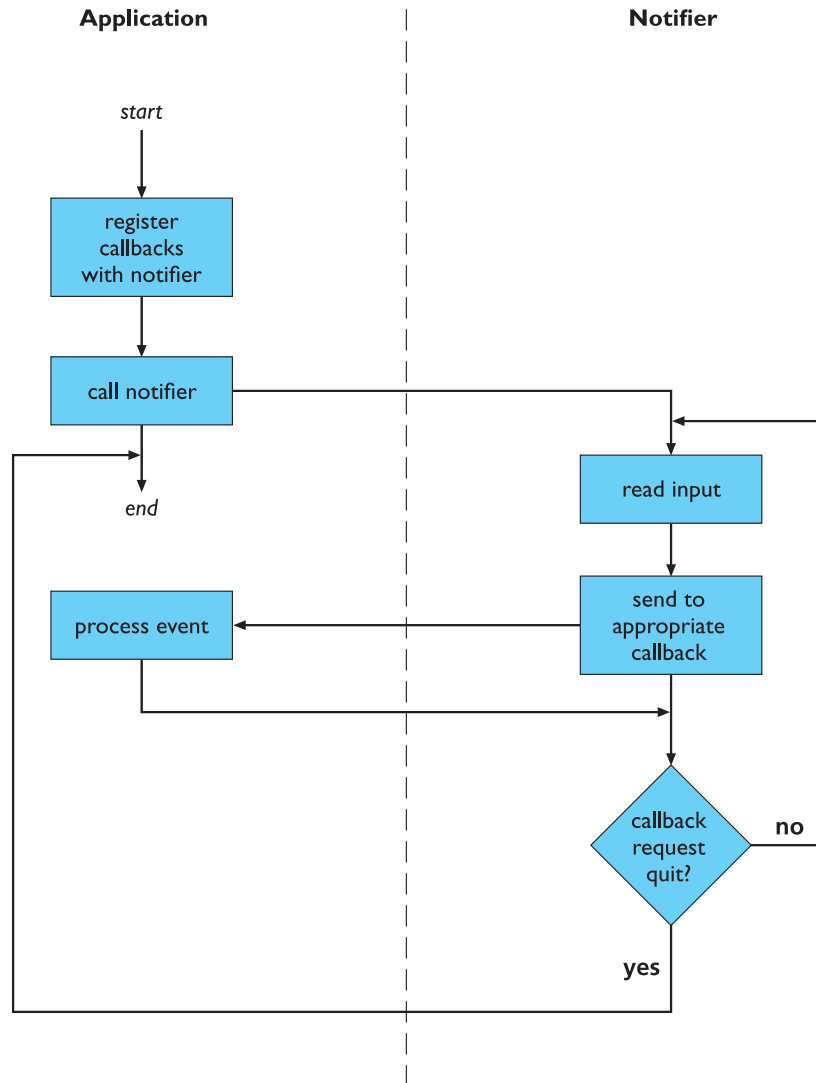 Application
Notifier
start
register
callbacks
with notifier
call notifier
end
read input
process event
send to
appropriate
callback
callback
request
quit?
no
yes